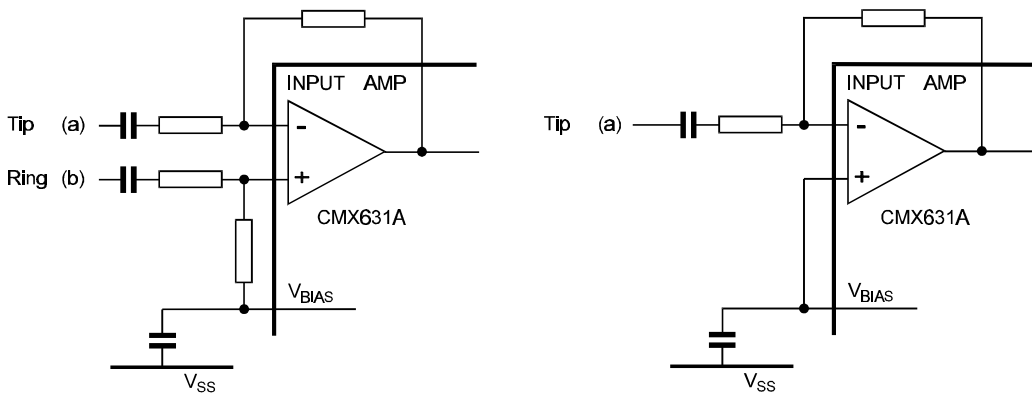 INPUT AMP
Tip (a)
-
Ring (b)
+
CMX631A
VBIAS
VSS
INPUT AMP
Tip (a)
-
+
CMX631A
VBIAS
VSS